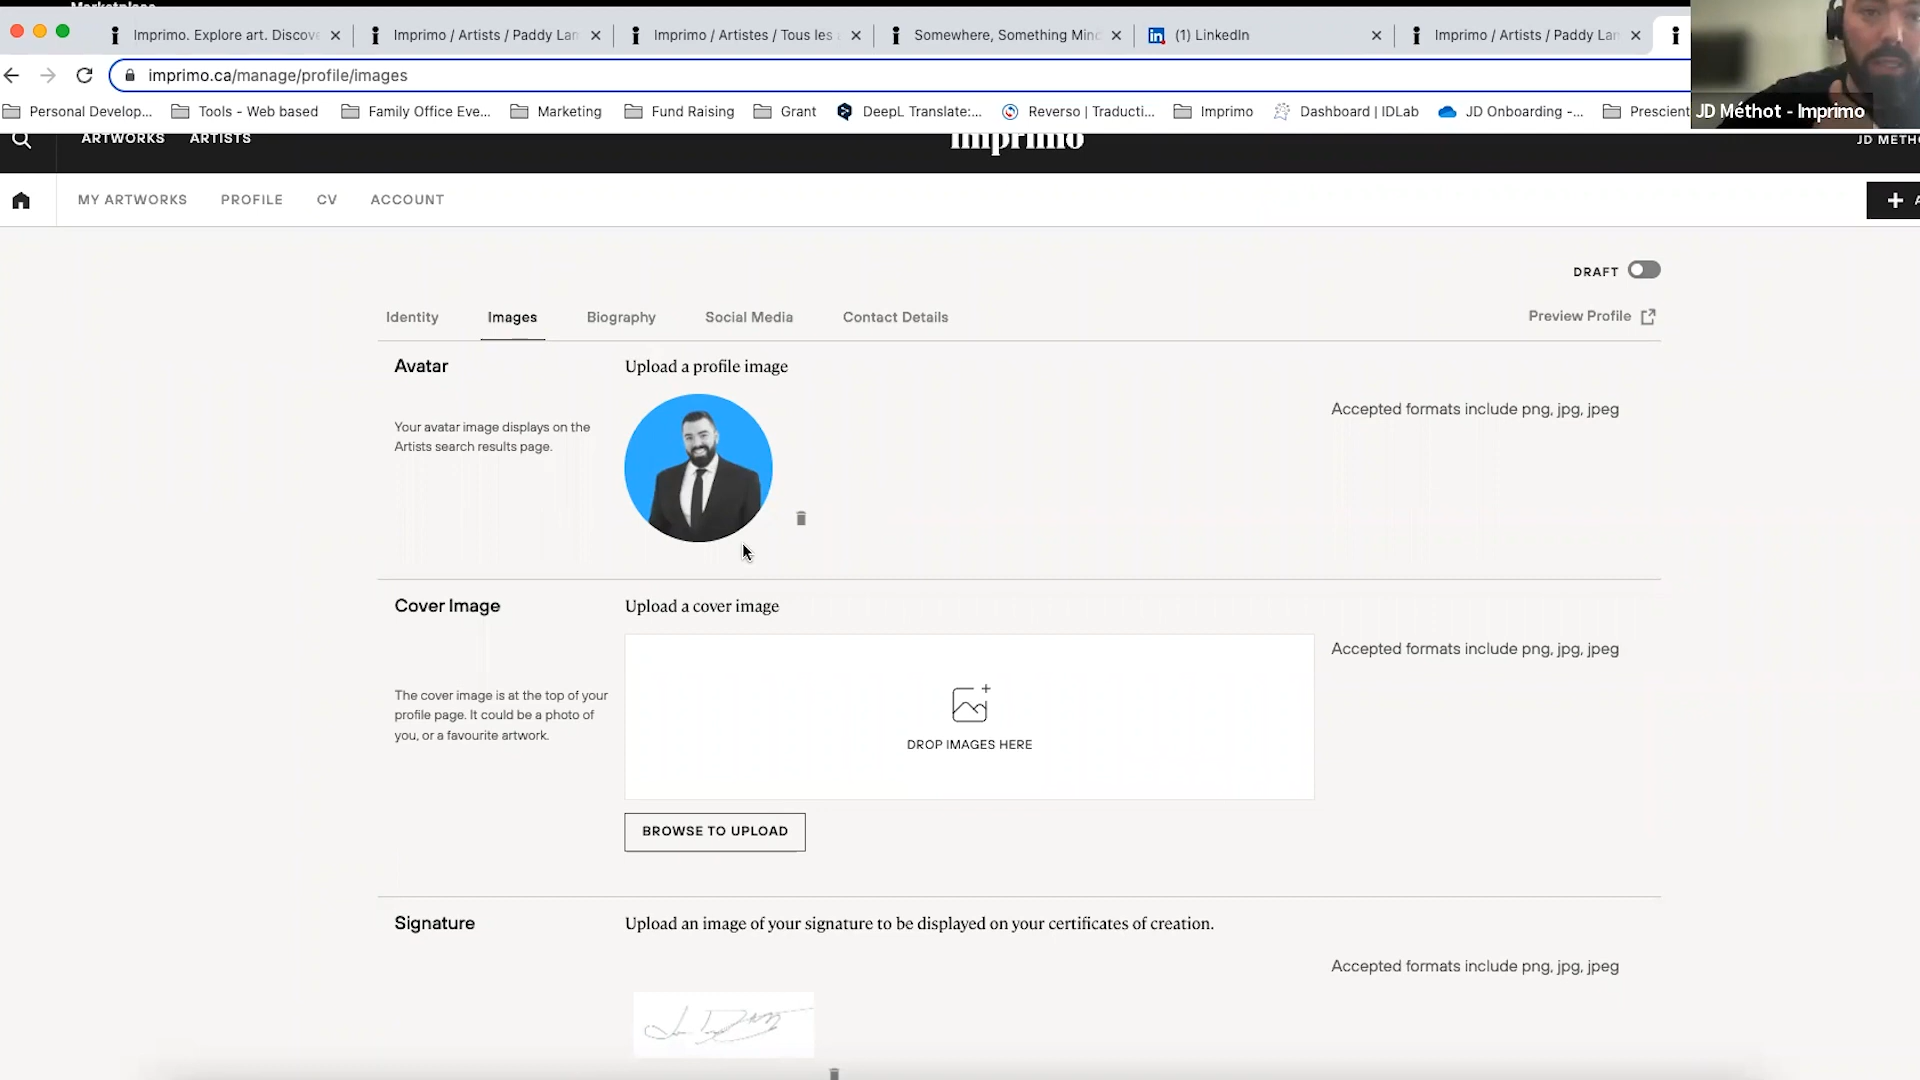 Marketplace
Imprimo. Explore art. Discove
Imprimo / Artists / Paddy Lam
Imprimo / Artistes / Tous les
Somewhere, Something Mind
(1) LinkedIn
Imprimo / Artists / Paddy Lam
imprimo.ca/manage/profile/images
Personal Develop...
Tools - Web based
Family Office Eve...
Marketing
Fund Raising
Grant
DeepL Translate:...
Reverso | Traducti...
Imprimo
Dashboard | IDLab
JD Onboarding -...
Prescient
JD Méthot - Imprimo
ARTWORKS
ARTISTS
imprimo
JD METHO
MY ARTWORKS
PROFILE
CV
ACCOUNT
+ A
DRAFT
Identity
Images
Biography
Social Media
Contact Details
Preview Profile
Avatar
Upload a profile image
Your avatar image displays on the
Artists search results page.
Accepted formats include png, jpg, jpeg
Cover Image
Upload a cover image
The cover image is at the top of your
profile page. It could be a photo of
you, or a favourite artwork.
DROP IMAGES HERE
Accepted formats include png, jpg, jpeg
BROWSE TO UPLOAD
Signature
Upload an image of your signature to be displayed on your certificates of creation.
Accepted formats include png, jpg, jpeg